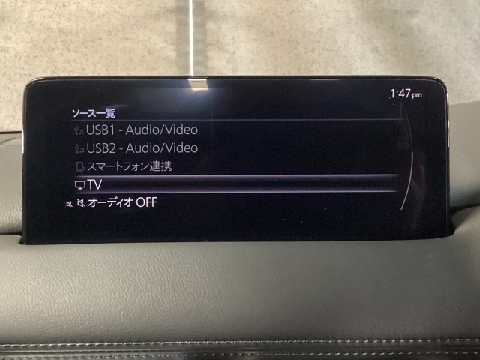 1:47pm
ソース一覧
USB1 - Audio/Video
USB2 - Audio/Video
スマートフォン連携
TV
オーディオ OFF